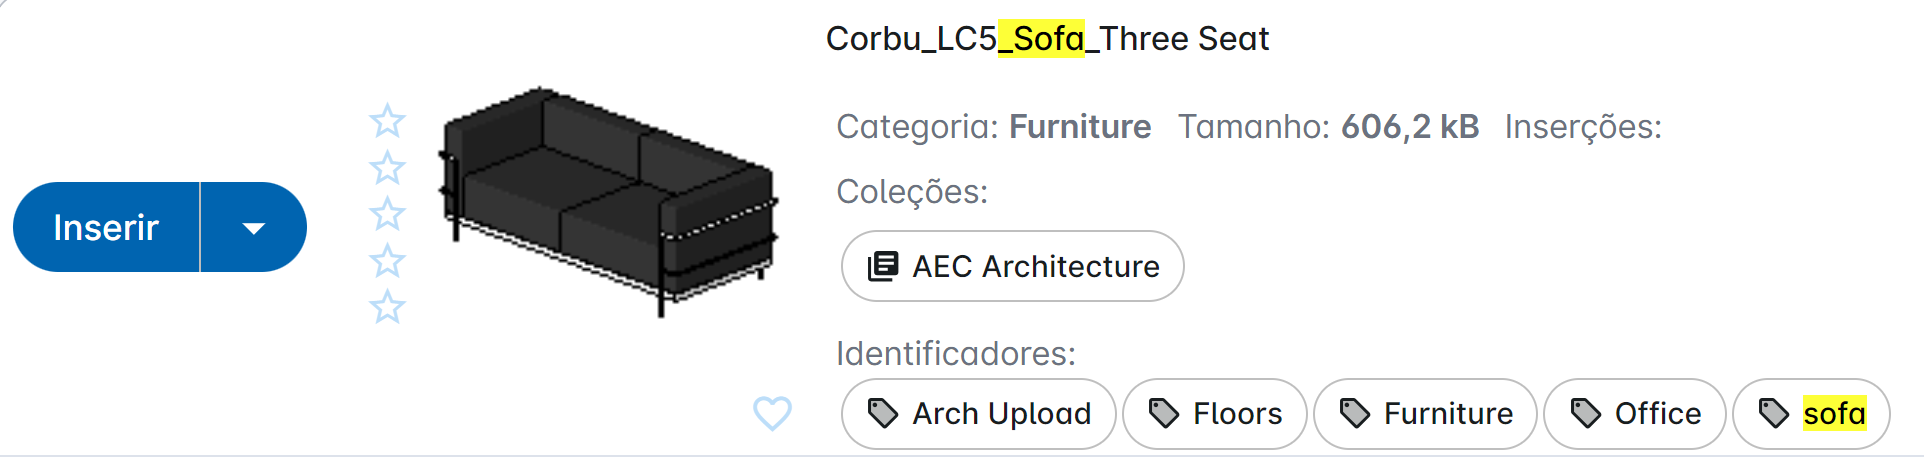 Corbu_LC5_Sofa_Three Seat
Categoria: Furniture Tamanho: 606,2 kB Inserções:
Coleções:
Inserir
AEC Architecture
Identificadores:
Arch Upload Floors Furniture Office sofa